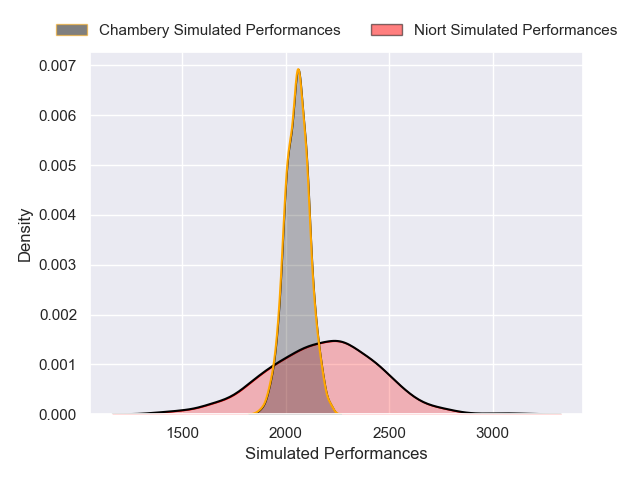 Chambery Simulated Performances
Niort Simulated Performances
0.007
0.006
0.005
0.004
0.003
0.002
0.001
0.000
Density
1500 2000 2500 3000
Simulated Performances